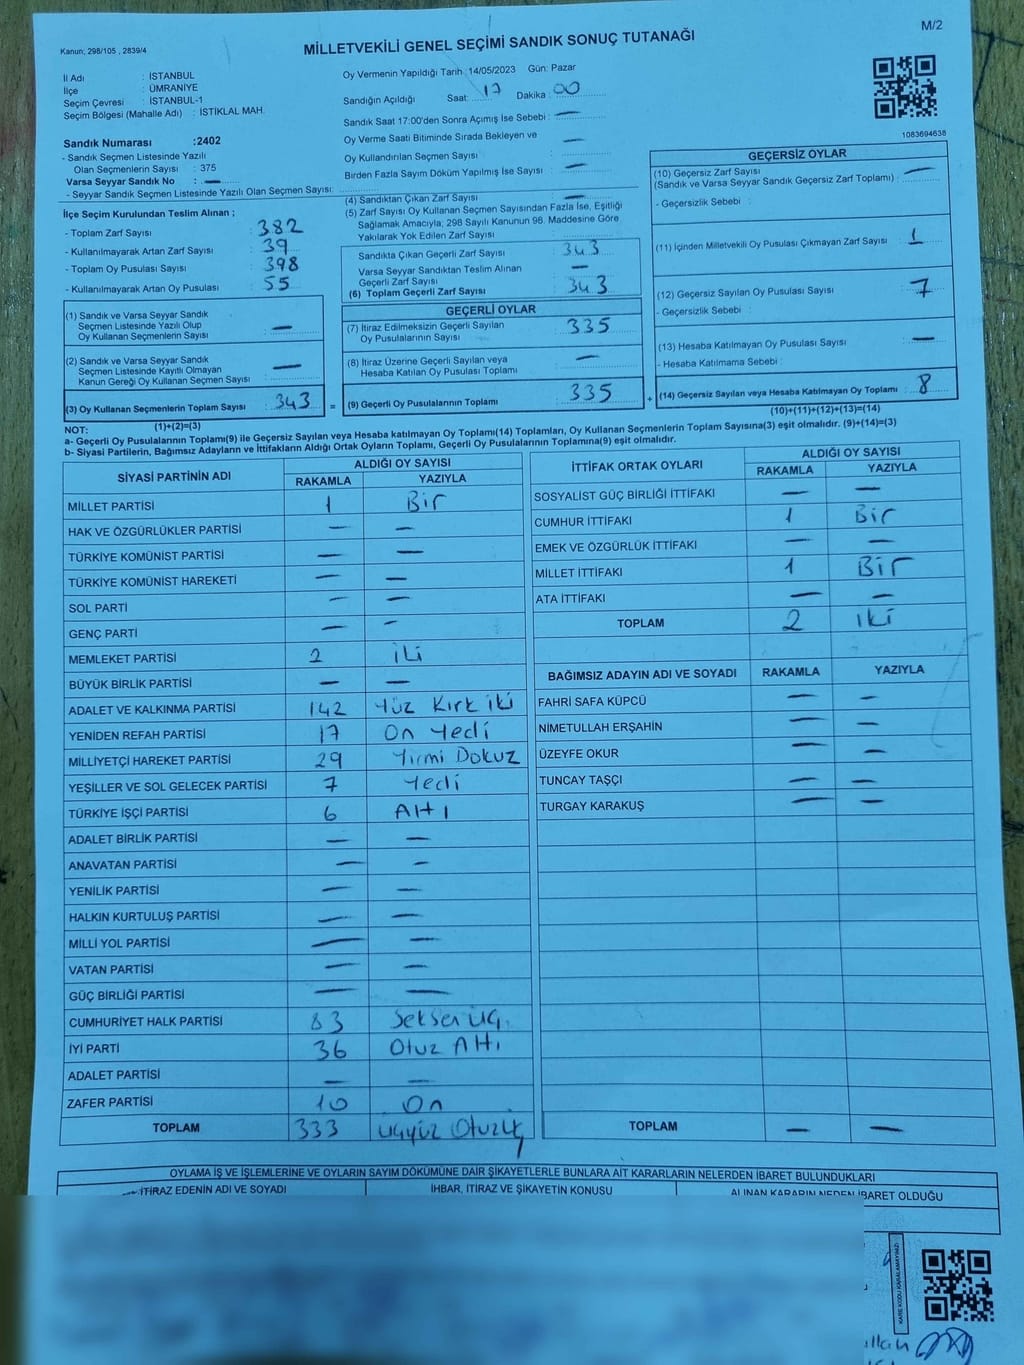 M/2
Kanun; 298/105 , 2839/4
MİLLETVEKİLİ GENEL SEÇİMİ SANDIK SONUÇ TUTANAĞI
İl Adı : İSTANBUL
İlçe : ÜMRANİYE
Seçim Çevresi : İSTANBUL-1
Seçim Bölgesi (Mahalle Adı) : İSTİKLAL MAH.
Sandık Numarası :2402
- Sandık Seçmen Listesinde Yazılı
Olan Seçmenlerin Sayısı : 375
Varsa Seyyar Sandık No : —
- Seyyar Sandık Seçmen Listesinde Yazılı Olan Seçmen Sayısı:
Oy Vermenin Yapıldığı Tarih :14/05/2023 Gün: Pazar
Sandığın Açıldığı Saat: 17 Dakika : 00
Sandık Saat 17:00'den Sonra Açımış İse Sebebi : —
Oy Verme Saati Bitiminde Sırada Bekleyen ve —
Oy Kullandırılan Seçmen Sayısı :
Birden Fazla Sayım Döküm Yapılmış İse Sayısı : —
1083694638
İlçe Seçim Kurulundan Teslim Alınan ;
- Toplam Zarf Sayısı : 382
- Kullanılmayarak Artan Zarf Sayısı : 39
- Toplam Oy Pusulası Sayısı : 398
- Kullanılmayarak Artan Oy Pusulası : 55
(1) Sandık ve Varsa Seyyar Sandık
Seçmen Listesinde Yazılı Olup —
Oy Kullanan Seçmenlerin Sayısı :
(2) Sandık ve Varsa Seyyar Sandık
Seçmen Listesinde Kayıtlı Olmayan —
Kanun Gereği Oy Kullanan Seçmen Sayısı :
(3) Oy Kullanan Seçmenlerin Toplam Sayısı : 343 =
(1)+(2)=(3)
(4) Sandıktan Çıkan Zarf Sayısı : —
(5) Zarf Sayısı Oy Kullanan Seçmen Sayısından Fazla İse, Eşitliği
Sağlamak Amacıyla; 298 Sayılı Kanunun 98. Maddesine Göre
Yakılarak Yok Edilen Zarf Sayısı :
Sandıkta Çıkan Geçerli Zarf Sayısı : 343
Varsa Seyyar Sandıktan Teslim Alınan —
Geçerli Zarf Sayısı :
(6) Toplam Geçerli Zarf Sayısı : 343
GEÇERLİ OYLAR
(7) İtiraz Edilmeksizin Geçerli Sayılan 335
Oy Pusulalarının Sayısı :
(8) İtiraz Üzerine Geçerli Sayılan veya —
Hesaba Katılan Oy Pusulası Toplamı :
(9) Geçerli Oy Pusulalarının Toplamı : 335 +
GEÇERSİZ OYLAR
(10) Geçersiz Zarf Sayısı —
(Sandık ve Varsa Seyyar Sandık Geçersiz Zarf Toplamı) :
- Geçersizlik Sebebi :
(11) İçinden Milletvekili Oy Pusulası Çıkmayan Zarf Sayısı : 1
(12) Geçersiz Sayılan Oy Pusulası Sayısı : 7
- Geçersizlik Sebebi :
(13) Hesaba Katılmayan Oy Pusulası Sayısı : —
- Hesaba Katılmama Sebebi :
(14) Geçersiz Sayılan veya Hesaba Katılmayan Oy Toplamı : 8
(10)+(11)+(12)+(13)=(14)
NOT:
a- Geçerli Oy Pusulalarının Toplamı(9) ile Geçersiz Sayılan veya Hesaba katılmayan Oy Toplamı(14) Toplamları, Oy Kullanan Seçmenlerin Toplam Sayısına(3) eşit olmalıdır. (9)+(14)=(3)
b- Siyasi Partilerin, Bağımsız Adayların ve İttifakların Aldığı Ortak Oyların Toplamı, Geçerli Oy Pusulalarının Toplamına(9) eşit olmalıdır.
SİYASİ PARTİNİN ADI ALDIĞI OY SAYISI
RAKAMLA YAZIYLA
MİLLET PARTİSİ 1 Bir
HAK VE ÖZGÜRLÜKLER PARTİSİ — —
TÜRKİYE KOMÜNİST PARTİSİ — —
TÜRKİYE KOMÜNİST HAREKETİ — —
SOL PARTİ — —
GENÇ PARTİ — —
MEMLEKET PARTİSİ 2 iki
BÜYÜK BİRLİK PARTİSİ — —
ADALET VE KALKINMA PARTİSİ 142 Yüz Kırk iki
YENİDEN REFAH PARTİSİ 17 On Yedi
MİLLİYETÇİ HAREKET PARTİSİ 29 Yirmi Dokuz
YEŞİLLER VE SOL GELECEK PARTİSİ 7 Yedi
TÜRKİYE İŞÇİ PARTİSİ 6 Altı
ADALET BİRLİK PARTİSİ — —
ANAVATAN PARTİSİ — —
YENİLİK PARTİSİ — —
HALKIN KURTULUŞ PARTİSİ — —
MİLLİ YOL PARTİSİ — —
VATAN PARTİSİ — —
GÜÇ BİRLİĞİ PARTİSİ — —
CUMHURİYET HALK PARTİSİ 83 Seksen üç
İYİ PARTİ 36 Otuz Altı
ADALET PARTİSİ — —
ZAFER PARTİSİ 10 On
TOPLAM 333 üçyüz Otuzüç
İTTİFAK ORTAK OYLARI ALDIĞI OY SAYISI
RAKAMLA YAZIYLA
SOSYALİST GÜÇ BİRLİĞİ İTTİFAKI — —
CUMHUR İTTİFAKI 1 Bir
EMEK VE ÖZGÜRLÜK İTTİFAKI — —
MİLLET İTTİFAKI 1 Bir
ATA İTTİFAKI — —
TOPLAM 2 iki
BAĞIMSIZ ADAYIN ADI VE SOYADI RAKAMLA YAZIYLA
FAHRİ SAFA KÜPCÜ — —
NİMETULLAH ERŞAHİN — —
ÜZEYFE OKUR — —
TUNCAY TAŞÇI — —
TURGAY KARAKUŞ — —
TOPLAM — —
OYLAMA İŞ VE İŞLEMLERİNE VE OYLARIN SAYIM DÖKÜMÜNE DAİR ŞİKAYETLERLE BUNLARA AİT KARARLARIN NELERDEN İBARET BULUNDUKLARI
İTİRAZ EDENİN ADI VE SOYADI İHBAR, İTİRAZ VE ŞİKAYETİN KONUSU ALINAN KARARIN NEDEN İBARET OLDUĞU
KARE KODU KARALAMAYINIZ!